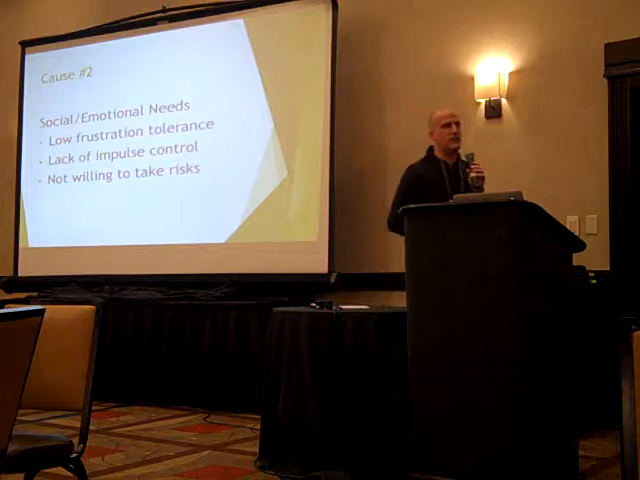 Cause #2
Social/Emotional Needs
• Low frustration tolerance
• Lack of impulse control
• Not willing to take risks